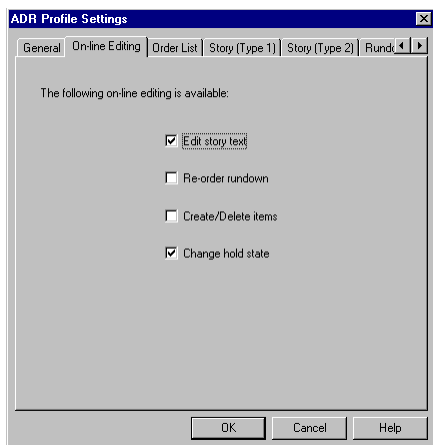 ADR Profile Settings
General On-line Editing Order List Story (Type 1) Story (Type 2)
The following on-line editing is available:
Edit story text
Re-order rundown
Create/Delete items
Change hold state
OK Cancel Help